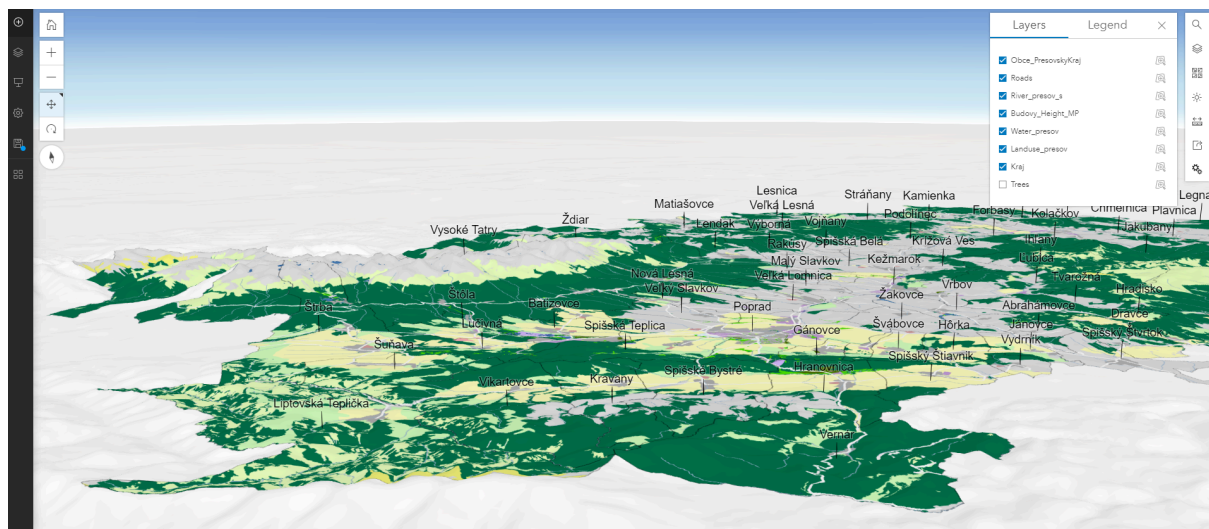 Layers
Legend
Obce_PresovskyKraj
Roads
River_presov_s
Budovy_Height_MP
Water_presov
Landuse_presov
Kraj
Trees
Lesnica
Stráňany
Kamienka
Legna
Matiašovce
Veľká Lesná
Podolínec
Forbasy
Kolačkov
Chmeľnica
Plavnica
Ždiar
Lendak
Výborná
Vojňany
Jakubany
Vysoké Tatry
Rakúsy
Spišská Belá
Krížová Ves
Ihľany
Malý Slavkov
Kežmarok
Ľubica
Nová Lesná
Veľká Lomnica
Tvarožná
Štôla
Veľký Slavkov
Žakovce
Vrbov
Hradisko
Štrba
Batizovce
Poprad
Abrahámovce
Dravce
Lučivná
Spišská Teplica
Gánovce
Švábovce
Hôrka
Jánovce
Spišský Štvrtok
Šuňava
Vydrník
Spišský Štiavnik
Vikartovce
Kravany
Spišské Bystré
Hranovnica
Liptovská Teplička
Vernár